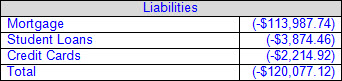 Liabilities
Mortgage (-$113,987.74)
Student Loans (-$3,874.46)
Credit Cards (-$2,214.92)
Total (-$120,077.12)